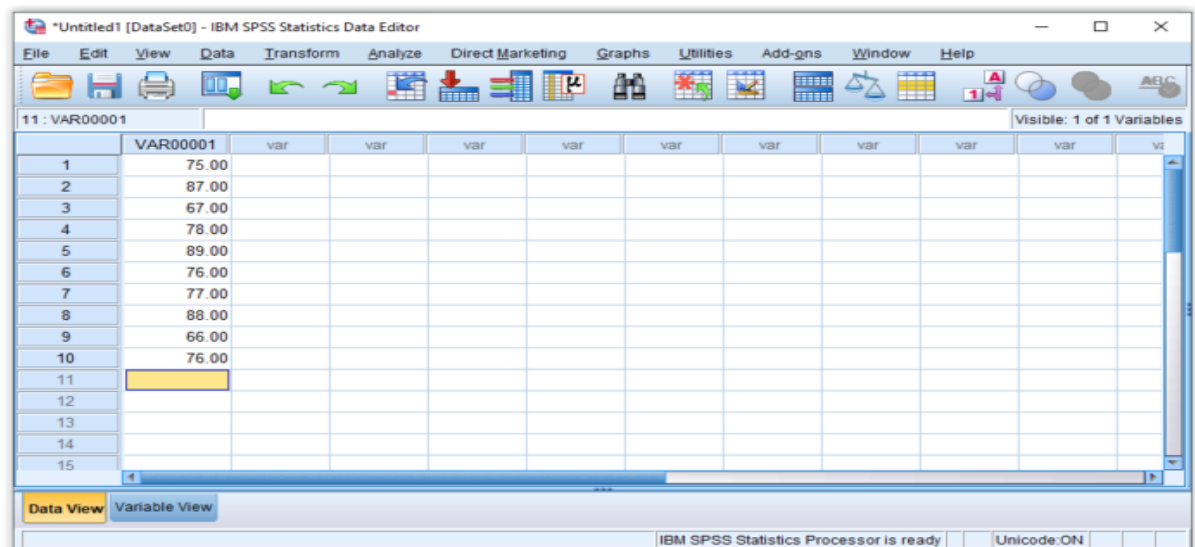 *Untitled1 [DataSet0] - IBM SPSS Statistics Data Editor
File Edit View Data Transform Analyze Direct Marketing Graphs Utilities Add-ons Window Help
11 : VAR00001 Visible: 1 of 1 Variables
VAR00001 var var var var var var var var var va
1 75.00
2 87.00
3 67.00
4 78.00
5 89.00
6 76.00
7 77.00
8 88.00
9 66.00
10 76.00
11
12
13
14
15
Data View Variable View
IBM SPSS Statistics Processor is ready Unicode:ON